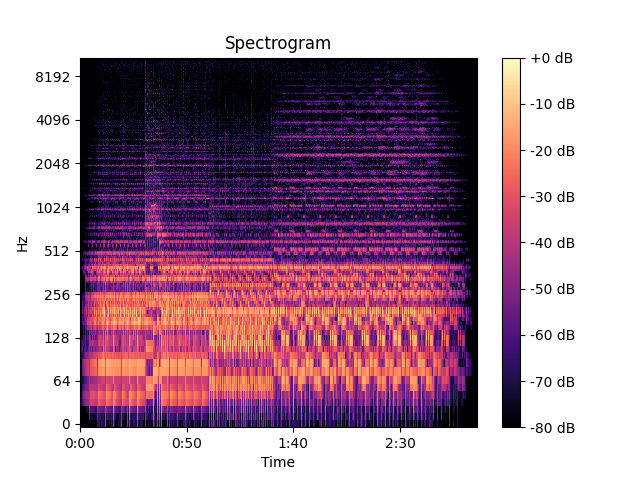 Spectrogram
Hz
8192
4096
2048
1024
512
256
128
64
0
0:00 0:50 1:40 2:30
Time
+0 dB
-10 dB
-20 dB
-30 dB
-40 dB
-50 dB
-60 dB
-70 dB
-80 dB